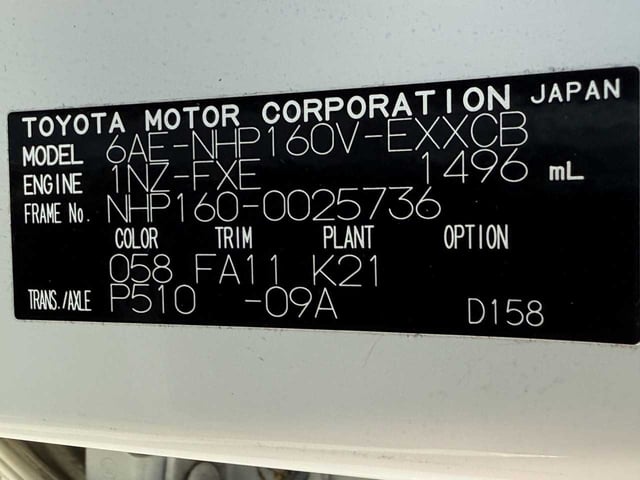 TOYOTA MOTOR CORPORATION JAPAN
MODEL 6AE-NHP160V-EXXCB
ENGINE 1NZ-FXE 1496 mL
FRAME No. NHP160-0025736
COLOR TRIM PLANT OPTION
058 FA11 K21
TRANS./AXLE P510 -09A D158